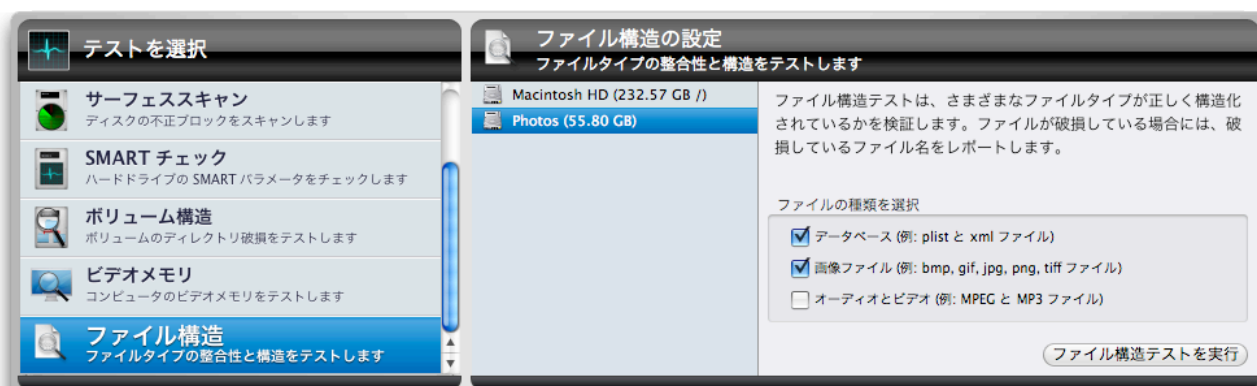 テストを選択
サーフェススキャン
ディスクの不正ブロックをスキャンします
SMART チェック
ハードドライブの SMART パラメータをチェックします
ボリューム構造
ボリュームのディレクトリ破損をテストします
ビデオメモリ
コンピュータのビデオメモリをテストします
ファイル構造
ファイルタイプの整合性と構造をテストします
ファイル構造の設定
ファイルタイプの整合性と構造をテストします
Macintosh HD (232.57 GB /)
Photos (55.80 GB)
ファイル構造テストは、さまざまなファイルタイプが正しく構造化
されているかを検証します。ファイルが破損している場合には、破
損しているファイル名をレポートします。
ファイルの種類を選択
データベース (例: plist と xml ファイル)
画像ファイル (例: bmp, gif, jpg, png, tiff ファイル)
オーディオとビデオ (例: MPEG と MP3 ファイル)
ファイル構造テストを実行